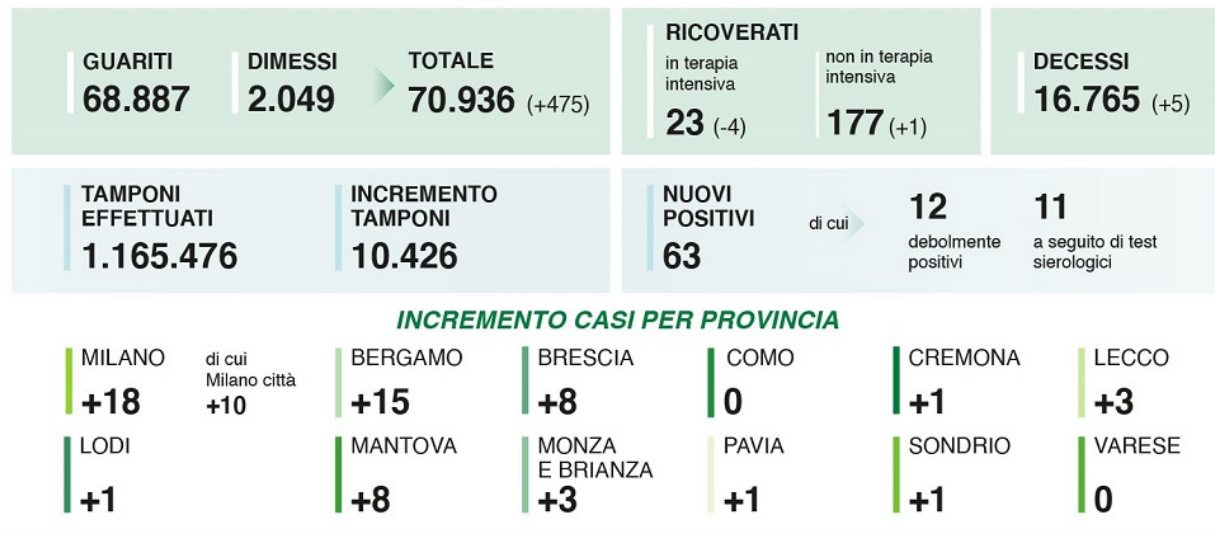 GUARITI
68.887
DIMESSI
2.049
TOTALE
70.936 (+475)
RICOVERATI
in terapia
intensiva
23 (-4)
non in terapia
intensiva
177 (+1)
DECESSI
16.765 (+5)
TAMPONI
EFFETTUATI
1.165.476
INCREMENTO
TAMPONI
10.426
NUOVI
POSITIVI
63
di cui
12
debolmente
positivi
11
a seguito di test
sierologici
INCREMENTO CASI PER PROVINCIA
MILANO
+18
di cui
Milano città
+10
BERGAMO
+15
BRESCIA
+8
COMO
0
CREMONA
+1
LECCO
+3
LODI
+1
MANTOVA
+8
MONZA
E BRIANZA
+3
PAVIA
+1
SONDRIO
+1
VARESE
0